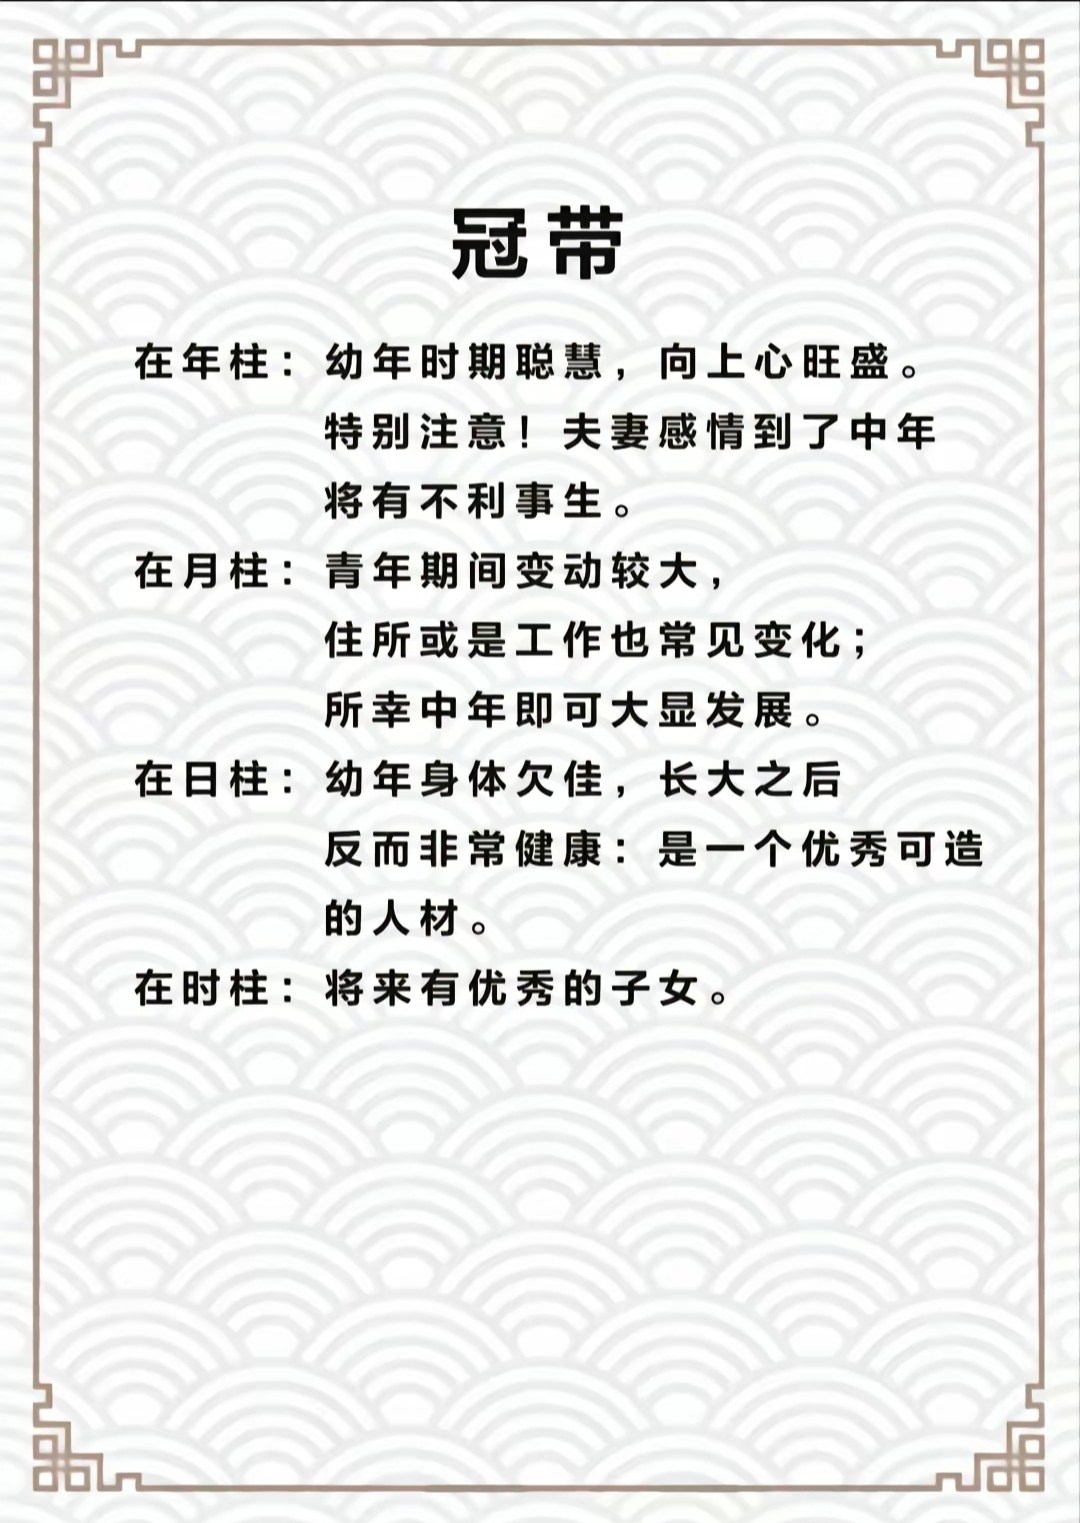 冠带
在年柱：幼年时期聪慧，向上心旺盛。
特别注意！夫妻感情到了中年
将有不利事生。
在月柱：青年期间变动较大，
住所或是工作也常见变化；
所幸中年即可大显发展。
在日柱：幼年身体欠佳，长大之后
反而非常健康：是一个优秀可造
的人材。
在时柱：将来有优秀的子女。